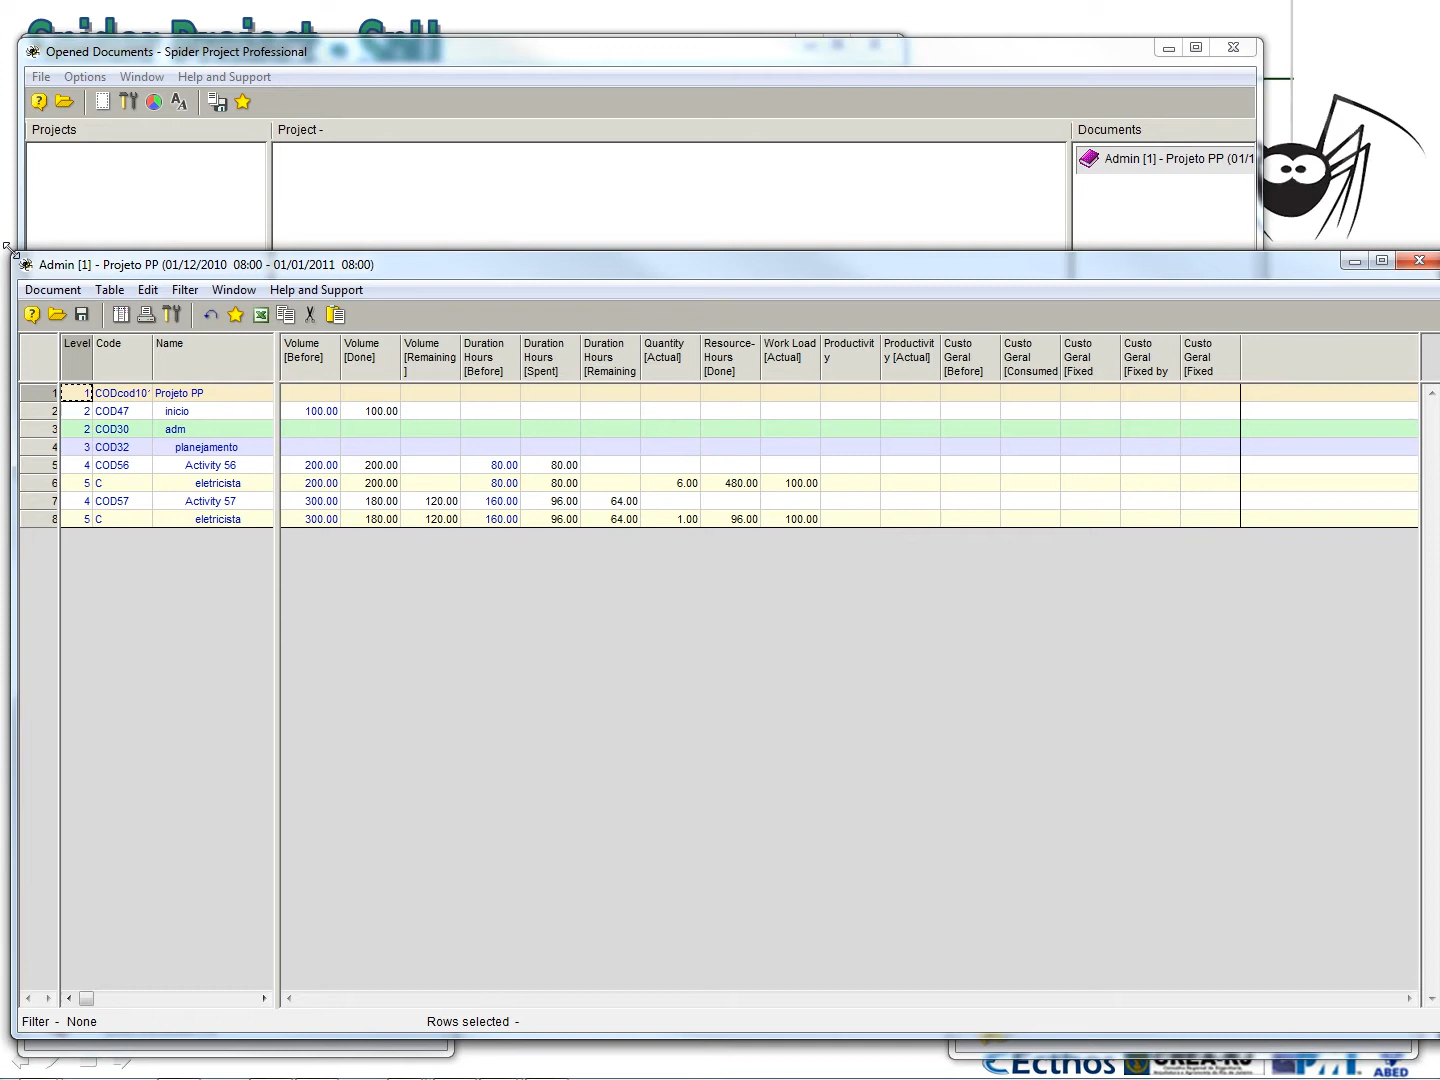 Spider Project - Gpll
Opened Documents - Spider Project Professional
File Options Window Help and Support
Projects
Project -
Documents
Admin [1] - Projeto PP (01/1
Admin [1] - Projeto PP (01/12/2010 08:00 - 01/01/2011 08:00)
Document Table Edit Filter Window Help and Support
Level Code Name Volume [Before] Volume [Done] Volume [Remaining] Duration Hours [Before] Duration Hours [Spent] Duration Hours [Remaining Quantity [Actual] Resource-Hours [Done] Work Load [Actual] Productivity Productivity [Actual] Custo Geral [Before] Custo Geral [Consumed Custo Geral [Fixed Custo Geral [Fixed by Custo Geral [Fixed
1 1 CODcod10 Projeto PP
2 2 COD47 inicio 100.00 100.00
3 2 COD30 adm
4 3 COD32 planejamento
5 4 COD56 Activity 56 200.00 200.00 80.00 80.00
6 5 C eletricista 200.00 200.00 80.00 80.00 6.00 480.00 100.00
7 4 COD57 Activity 57 300.00 180.00 120.00 160.00 96.00 64.00
8 5 C eletricista 300.00 180.00 120.00 160.00 96.00 64.00 1.00 96.00 100.00
Filter - None
Rows selected -
Ecthos
CREA-RJ
PMI
ABED